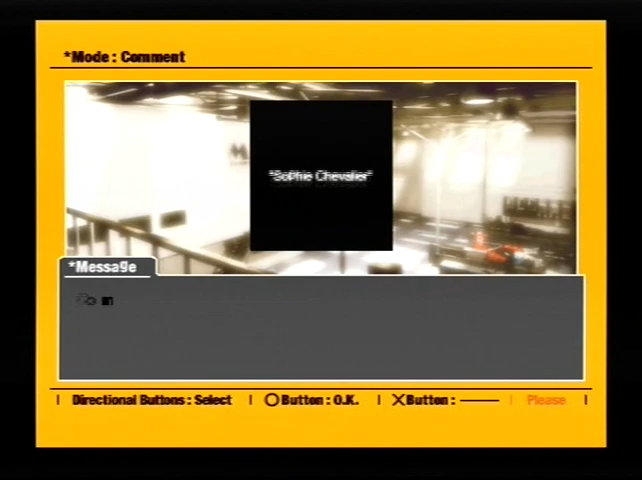 *Mode : Comment
"Sophie Chevalier"
*Message
| Directional Buttons : Select | ◯Button : O.K. | ✕Button : —— | Please |